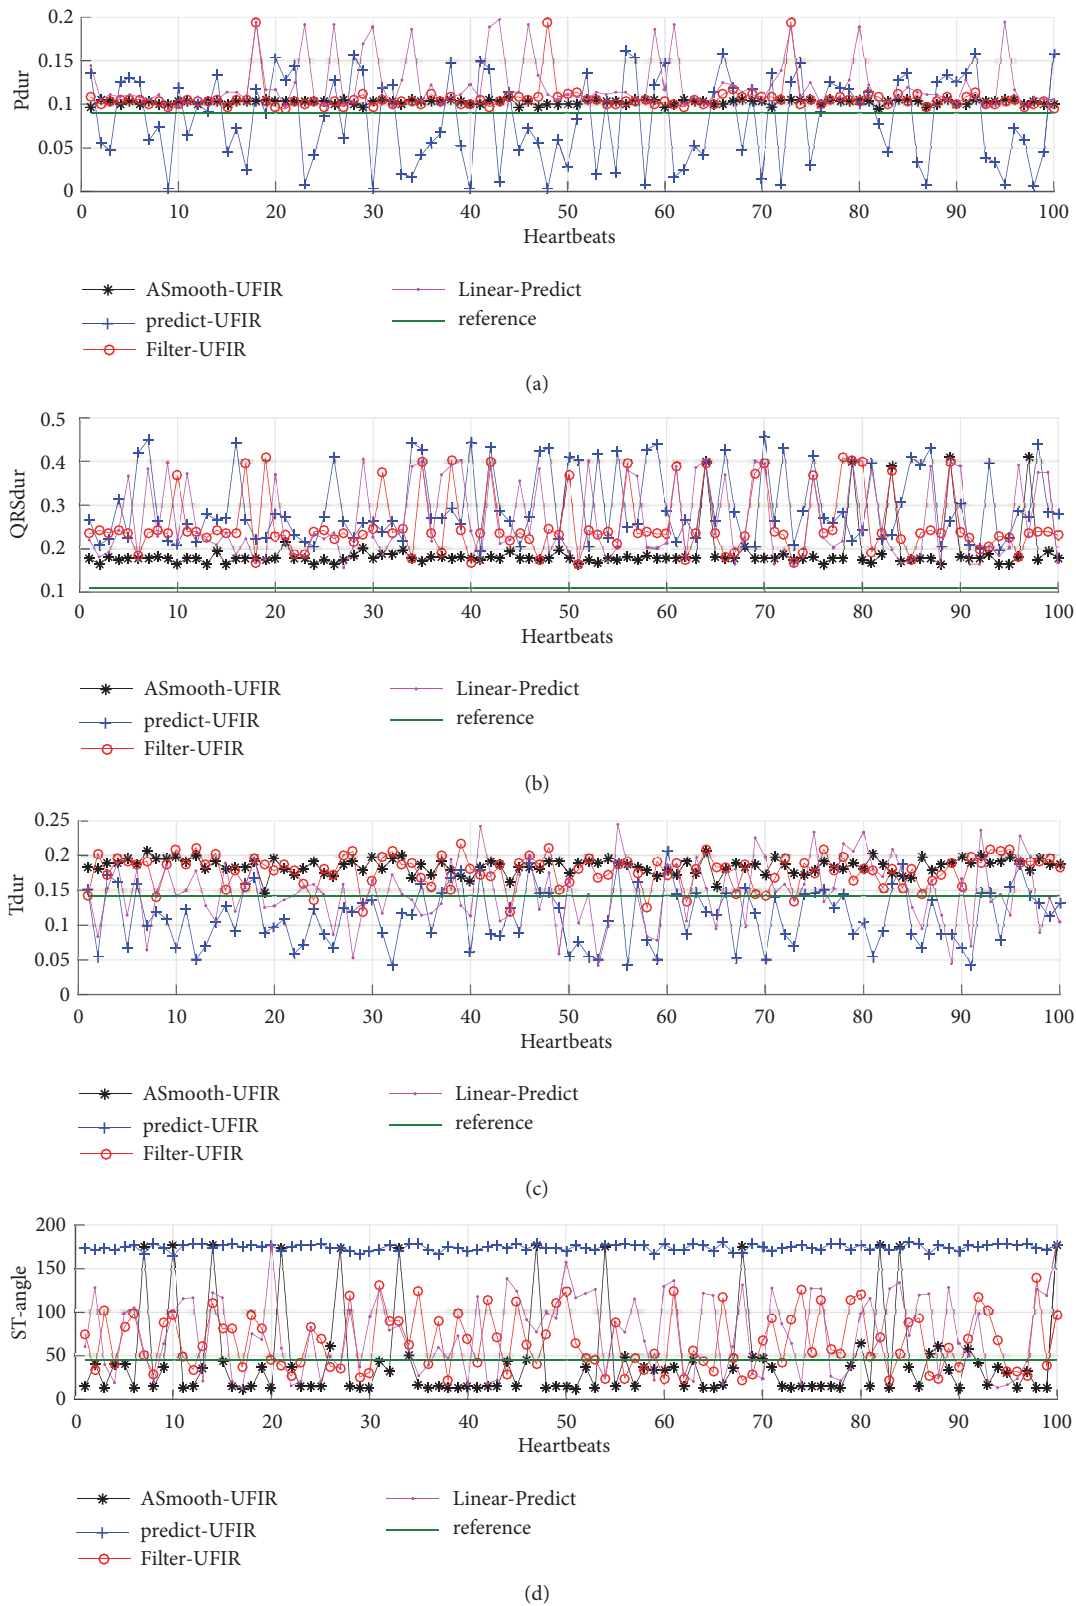 0.2
0.15
0.1
0.05
0
Pdur
0 10 20 30 40 50 60 70 80 90 100
Heartbeats
ASmooth-UFIR
predict-UFIR
Filter-UFIR
Linear-Predict
reference
(a)
0.5
0.4
0.3
0.2
0.1
QRSdur
0 10 20 30 40 50 60 70 80 90 100
Heartbeats
ASmooth-UFIR
predict-UFIR
Filter-UFIR
Linear-Predict
reference
(b)
0.25
0.2
0.15
0.1
0.05
0
Tdur
0 10 20 30 40 50 60 70 80 90 100
Heartbeats
ASmooth-UFIR
predict-UFIR
Filter-UFIR
Linear-Predict
reference
(c)
200
150
100
50
0
ST-angle
0 10 20 30 40 50 60 70 80 90 100
Heartbeats
ASmooth-UFIR
predict-UFIR
Filter-UFIR
Linear-Predict
reference
(d)